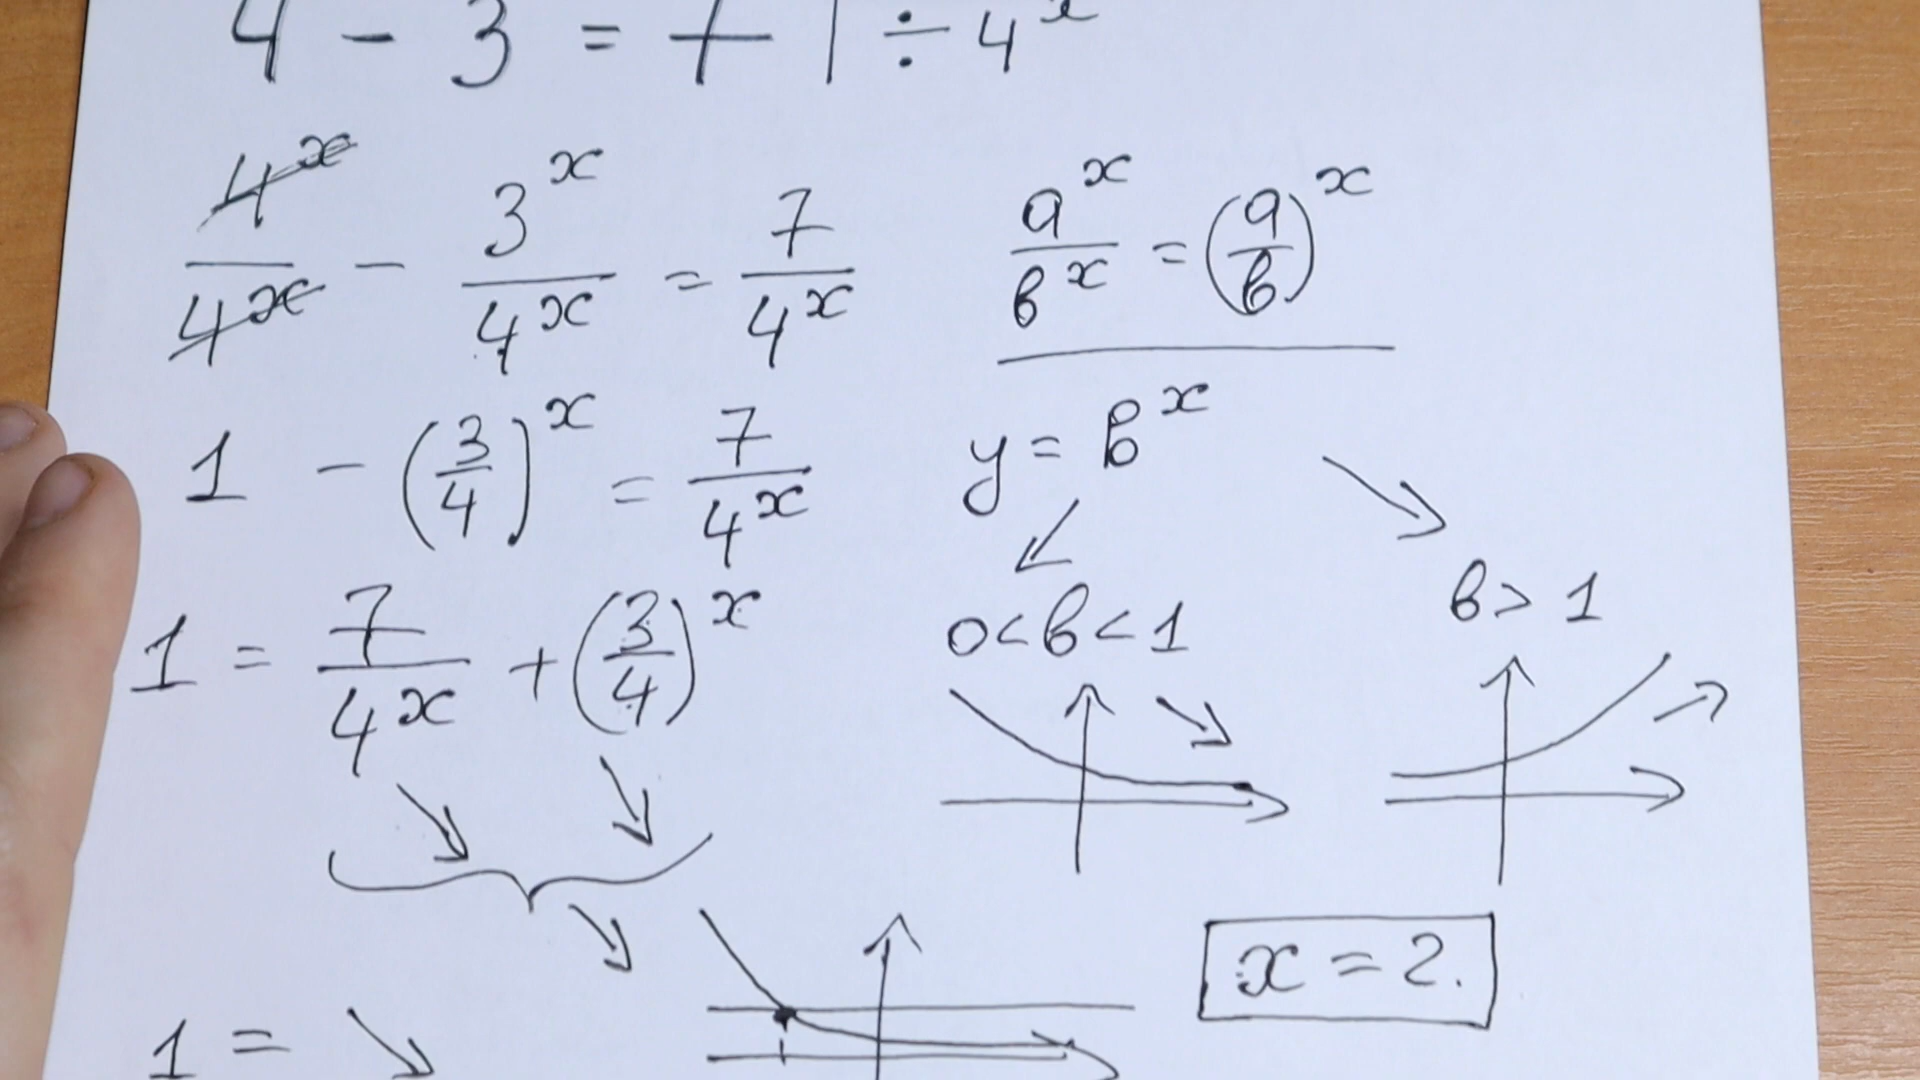 4 - 3 = 7 | ÷ 4^x
4^x/4^x - 3^x/4^x = 7/4^x
a^x/b^x = (a/b)^x
1 - (3/4)^x = 7/4^x
y = b^x
1 = 7/4^x + (3/4)^x
0 < b < 1
b > 1
x = 2.
1 =